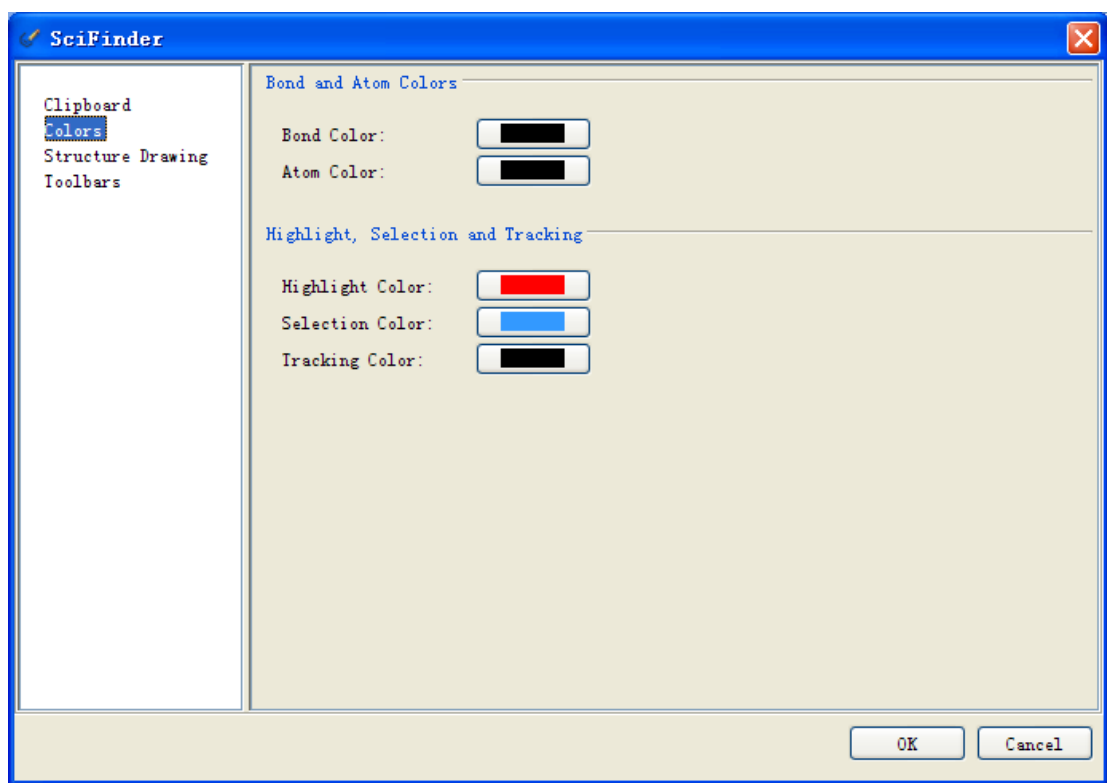 SciFinder
Clipboard
Colors
Structure Drawing
Toolbars
Bond and Atom Colors
Bond Color:
Atom Color:
Highlight, Selection and Tracking
Highlight Color:
Selection Color:
Tracking Color:
OK
Cancel